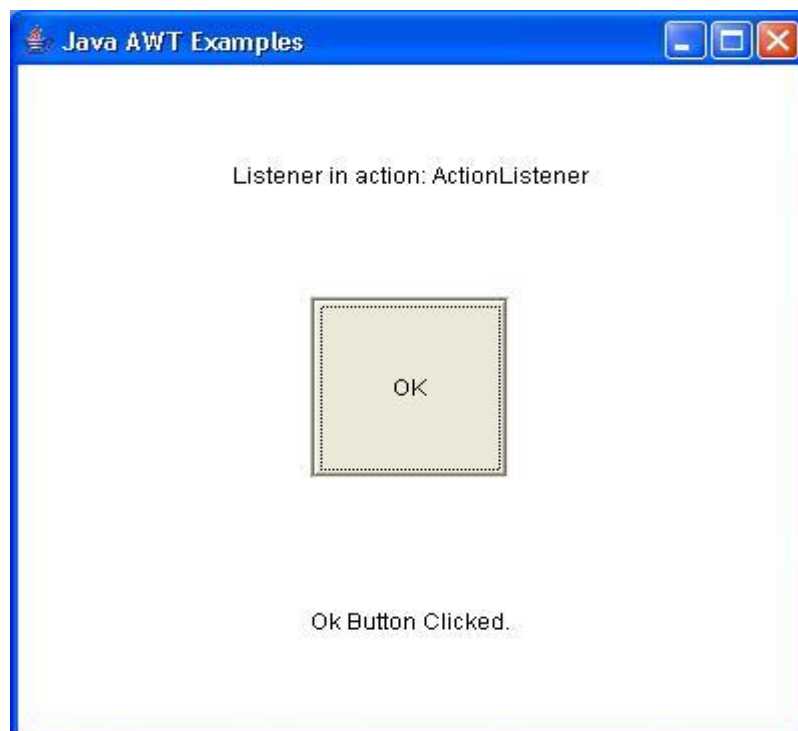 Java AWT Examples
Listener in action: ActionListener
OK
Ok Button Clicked.